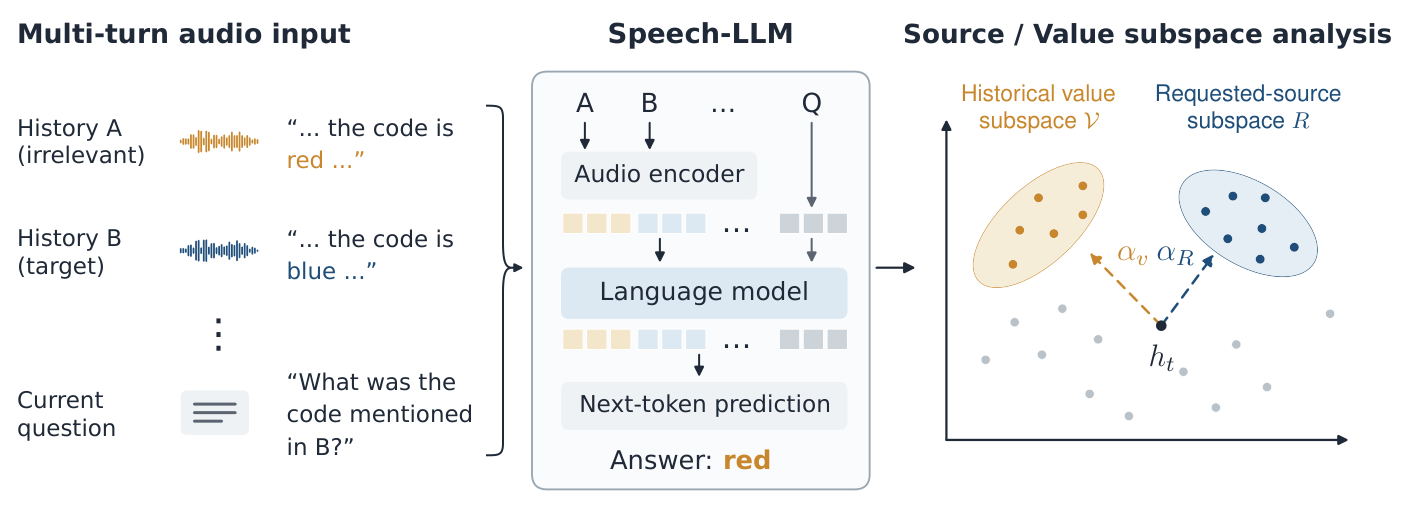 Multi-turn audio input
History A
(irrelevant)
“... the code is
red ...”
History B
(target)
“... the code is
blue ...”
⋮
Current
question
“What was the
code mentioned
in B?”
Speech-LLM
A B ... Q
Audio encoder
...
Language model
...
Next-token prediction
Answer: red
Source / Value subspace analysis
Historical value
subspace 𝒱
Requested-source
subspace R
α_v α_R
h_t